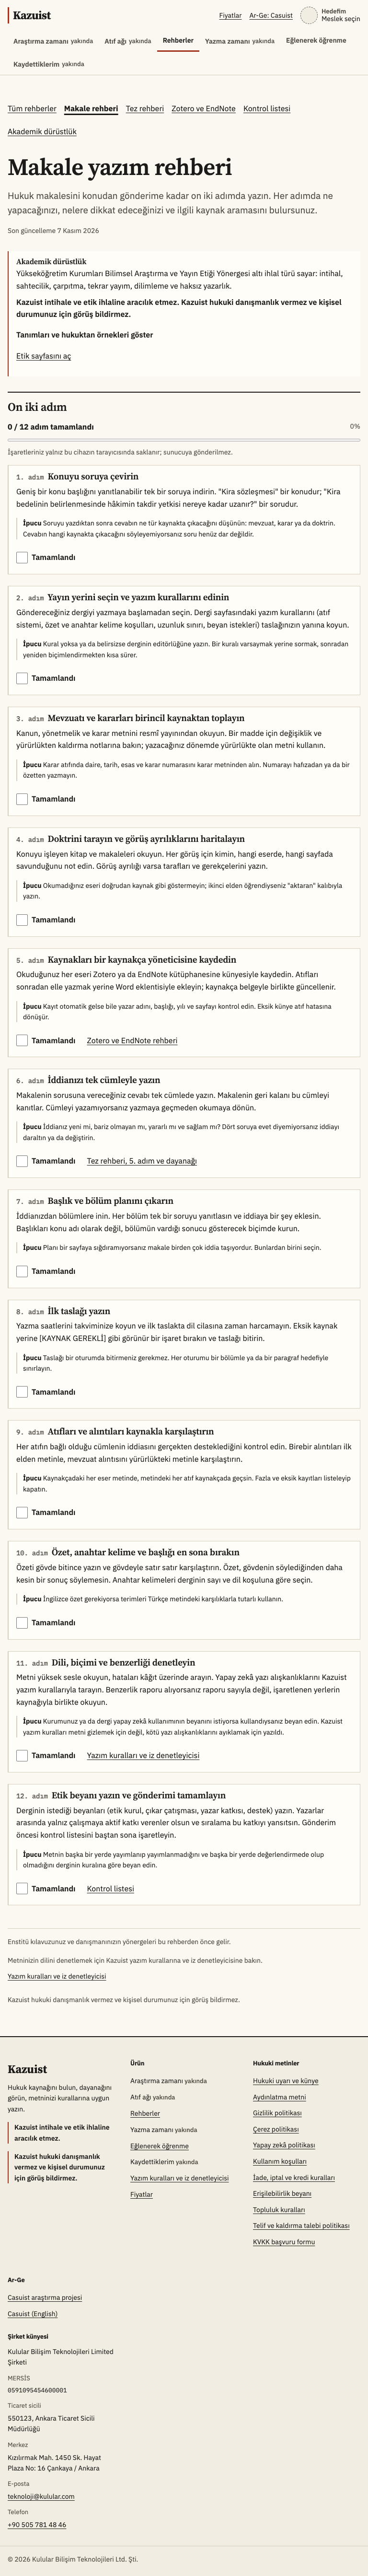 Kazuist
Fiyatlar
Ar-Ge: Casuist
Hedefim
Meslek seçin
Araştırma zamanı yakında
Atıf ağı yakında
Rehberler
Yazma zamanı yakında
Eğlenerek öğrenme
Kaydettiklerim yakında
Tüm rehberler
Makale rehberi
Tez rehberi
Zotero ve EndNote
Kontrol listesi
Akademik dürüstlük
Makale yazım rehberi
Hukuk makalesini konudan gönderime kadar on iki adımda yazın. Her adımda ne
yapacağınızı, nelere dikkat edeceğinizi ve ilgili kaynak aramasını bulursunuz.
Son güncelleme 7 Kasım 2026
Akademik dürüstlük
Yükseköğretim Kurumları Bilimsel Araştırma ve Yayın Etiği Yönergesi altı ihlal türü sayar: intihal,
sahtecilik, çarpıtma, tekrar yayım, dilimleme ve haksız yazarlık.
Kazuist intihale ve etik ihlaline aracılık etmez. Kazuist hukuki danışmanlık vermez ve kişisel
durumunuz için görüş bildirmez.
Tanımları ve hukuktan örnekleri göster
Etik sayfasını aç
On iki adım
0 / 12 adım tamamlandı
0%
İşaretleriniz yalnız bu cihazın tarayıcısında saklanır; sunucuya gönderilmez.
1. adım Konuyu soruya çevirin
Geniş bir konu başlığını yanıtlanabilir tek bir soruya indirin. "Kira sözleşmesi" bir konudur; "Kira
bedelinin belirlenmesinde hâkimin takdir yetkisi nereye kadar uzanır?" bir sorudur.
İpucu Soruyu yazdıktan sonra cevabın ne tür kaynakta çıkacağını düşünün: mevzuat, karar ya da doktrin.
Cevabın hangi kaynakta çıkacağını söyleyemiyorsanız soru henüz dar değildir.
Tamamlandı
2. adım Yayın yerini seçin ve yazım kurallarını edinin
Göndereceğiniz dergiyi yazmaya başlamadan seçin. Dergi sayfasındaki yazım kurallarını (atıf
sistemi, özet ve anahtar kelime koşulları, uzunluk sınırı, beyan istekleri) taslağınızın yanına koyun.
İpucu Kural yoksa ya da belirsizse derginin editörlüğüne yazın. Bir kuralı varsaymak yerine sormak, sonradan
yeniden biçimlendirmekten kısa sürer.
Tamamlandı
3. adım Mevzuatı ve kararları birincil kaynaktan toplayın
Kanun, yönetmelik ve karar metnini resmî yayınından okuyun. Bir madde için değişiklik ve
yürürlükten kaldırma notlarına bakın; yazacağınız dönemde yürürlükte olan metni kullanın.
İpucu Karar atıfında daire, tarih, esas ve karar numarasını karar metninden alın. Numarayı hafızadan ya da bir
özetten yazmayın.
Tamamlandı
4. adım Doktrini tarayın ve görüş ayrılıklarını haritalayın
Konuyu işleyen kitap ve makaleleri okuyun. Her görüş için kimin, hangi eserde, hangi sayfada
savunduğunu not edin. Görüş ayrılığı varsa tarafları ve gerekçelerini yazın.
İpucu Okumadığınız eseri doğrudan kaynak gibi göstermeyin; ikinci elden öğrendiyseniz "aktaran" kalıbıyla
yazın.
Tamamlandı
5. adım Kaynakları bir kaynakça yöneticisine kaydedin
Okuduğunuz her eseri Zotero ya da EndNote kütüphanesine künyesiyle kaydedin. Atıfları
sonradan elle yazmak yerine Word eklentisiyle ekleyin; kaynakça belgeyle birlikte güncellenir.
İpucu Kayıt otomatik gelse bile yazar adını, başlığı, yılı ve sayfayı kontrol edin. Eksik künye atıf hatasına
dönüşür.
Tamamlandı
Zotero ve EndNote rehberi
6. adım İddianızı tek cümleyle yazın
Makalenin sorusuna vereceğiniz cevabı tek cümlede yazın. Makalenin geri kalanı bu cümleyi
kanıtlar. Cümleyi yazamıyorsanız yazmaya geçmeden okumaya dönün.
İpucu İddianız yeni mi, bariz olmayan mı, yararlı mı ve sağlam mı? Dört soruya evet diyemiyorsanız iddiayı
daraltın ya da değiştirin.
Tamamlandı
Tez rehberi, 5. adım ve dayanağı
7. adım Başlık ve bölüm planını çıkarın
İddianızdan bölümlere inin. Her bölüm tek bir soruyu yanıtlasın ve iddiaya bir şey eklesin.
Başlıkları konu adı olarak değil, bölümün vardığı sonucu gösterecek biçimde kurun.
İpucu Planı bir sayfaya sığdıramıyorsanız makale birden çok iddia taşıyordur. Bunlardan birini seçin.
Tamamlandı
8. adım İlk taslağı yazın
Yazma saatlerini takviminize koyun ve ilk taslakta dil cilasına zaman harcamayın. Eksik kaynak
yerine [KAYNAK GEREKLİ] gibi görünür bir işaret bırakın ve taslağı bitirin.
İpucu Taslağı bir oturumda bitirmeniz gerekmez. Her oturumu bir bölümle ya da bir paragraf hedefiyle
sınırlayın.
Tamamlandı
9. adım Atıfları ve alıntıları kaynakla karşılaştırın
Her atfın bağlı olduğu cümlenin iddiasını gerçekten desteklediğini kontrol edin. Birebir alıntıları ilk
elden metinle, mevzuat alıntısını yürürlükteki metinle karşılaştırın.
İpucu Kaynakçadaki her eser metinde, metindeki her atıf kaynakçada geçsin. Fazla ve eksik kayıtları listeleyip
kapatın.
Tamamlandı
10. adım Özet, anahtar kelime ve başlığı en sona bırakın
Özeti gövde bitince yazın ve gövdeyle satır satır karşılaştırın. Özet, gövdenin söylediğinden daha
kesin bir sonuç söylemesin. Anahtar kelimeleri derginin sayı ve dil koşuluna göre seçin.
İpucu İngilizce özet gerekiyorsa terimleri Türkçe metindeki karşılıklarla tutarlı kullanın.
Tamamlandı
11. adım Dili, biçimi ve benzerliği denetleyin
Metni yüksek sesle okuyun, hataları kâğıt üzerinde arayın. Yapay zekâ yazı alışkanlıklarını Kazuist
yazım kurallarıyla tarayın. Benzerlik raporu alıyorsanız raporun sayıyla değil, işaretlenen yerlerin
kaynağıyla birlikte okuyun.
İpucu Kurumunuz ya da dergi yapay zekâ kullanımının beyanını istiyorsa kullandıysanız beyan edin. Kazuist
yazım kuralları metni gizlemek için değil, kötü yazı alışkanlıklarını ayıklamak için yazıldı.
Tamamlandı
Yazım kuralları ve iz denetleyicisi
12. adım Etik beyanı yazın ve gönderimi tamamlayın
Derginin istediği beyanları (etik kurul, çıkar çatışması, yazar katkısı, destek) yazın. Yazarlar
arasında yalnız çalışmaya aktif katkı verenler olsun ve sıralama bu katkıyı yansıtsın. Gönderim
öncesi kontrol listesini baştan sona işaretleyin.
İpucu Metnin başka bir yerde yayımlanıp yayımlanmadığını ve başka bir yerde değerlendirmede olup
olmadığını derginin kuralına göre beyan edin.
Tamamlandı
Kontrol listesi
Enstitü kılavuzunuz ve danışmanınızın yönergeleri bu rehberden önce gelir.
Metninizin dilini denetlemek için Kazuist yazım kurallarına ve iz denetleyicisine bakın.
Yazım kuralları ve iz denetleyicisi
Kazuist hukuki danışmanlık vermez ve kişisel durumunuz için görüş bildirmez.
Kazuist
Hukuk kaynağını bulun, dayanağını
görün, metninizi kurallarına uygun
yazın.
Kazuist intihale ve etik ihlaline
aracılık etmez.
Kazuist hukuki danışmanlık
vermez ve kişisel durumunuz
için görüş bildirmez.
Ürün
Araştırma zamanı yakında
Atıf ağı yakında
Rehberler
Yazma zamanı yakında
Eğlenerek öğrenme
Kaydettiklerim yakında
Yazım kuralları ve iz denetleyicisi
Fiyatlar
Hukuki metinler
Hukuki uyarı ve künye
Aydınlatma metni
Gizlilik politikası
Çerez politikası
Yapay zekâ politikası
Kullanım koşulları
İade, iptal ve kredi kuralları
Erişilebilirlik beyanı
Topluluk kuralları
Telif ve kaldırma talebi politikası
KVKK başvuru formu
Ar-Ge
Casuist araştırma projesi
Casuist (English)
Şirket künyesi
Kulular Bilişim Teknolojileri Limited
Şirketi
MERSİS
0591095454600001
Ticaret sicili
550123, Ankara Ticaret Sicili
Müdürlüğü
Merkez
Kızılırmak Mah. 1450 Sk. Hayat
Plaza No: 16 Çankaya / Ankara
E-posta
teknoloji@kulular.com
Telefon
+90 505 781 48 46
© 2026 Kulular Bilişim Teknolojileri Ltd. Şti.